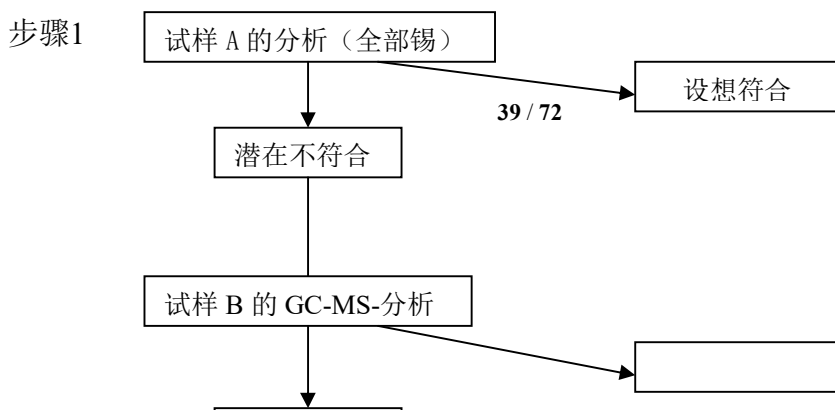 步骤1
试样 A 的分析（全部锡）
设想符合
39 / 72
潜在不符合
试样 B 的 GC-MS-分析